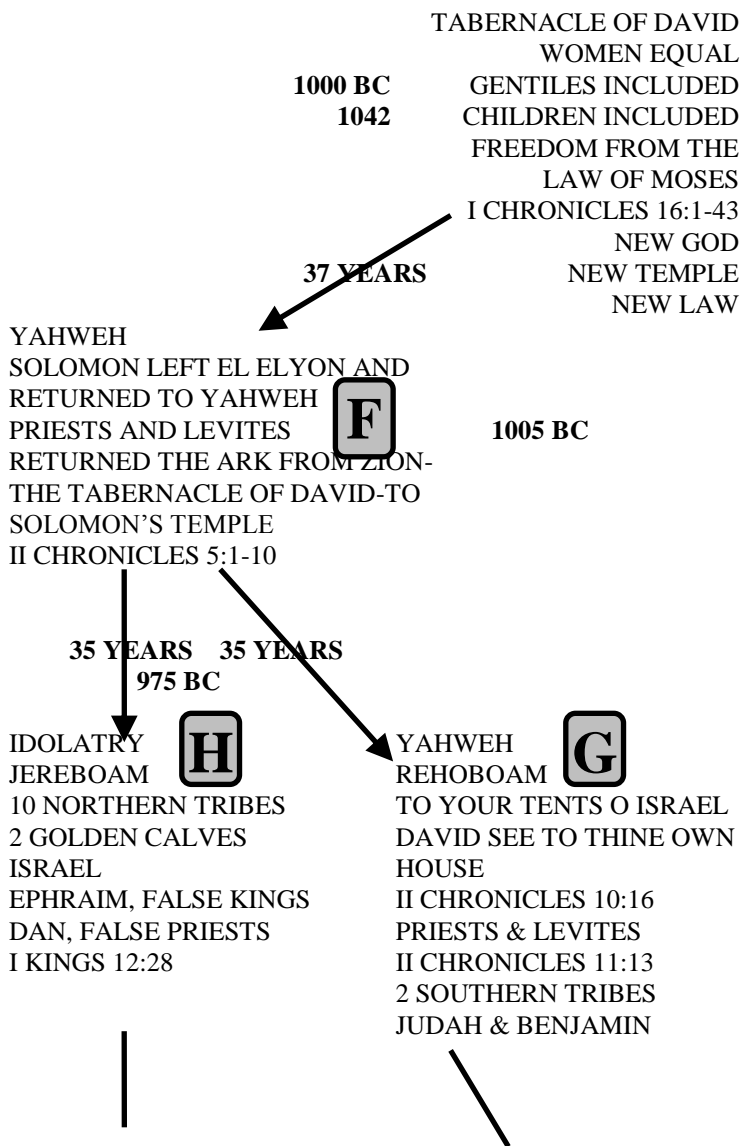 TABERNACLE OF DAVID
WOMEN EQUAL
1000 BC GENTILES INCLUDED
1042 CHILDREN INCLUDED
FREEDOM FROM THE
LAW OF MOSES
I CHRONICLES 16:1-43
NEW GOD
37 YEARS NEW TEMPLE
NEW LAW
YAHWEH
SOLOMON LEFT EL ELYON AND
RETURNED TO YAHWEH
PRIESTS AND LEVITES
RETURNED THE ARK FROM ZION-
THE TABERNACLE OF DAVID-TO
SOLOMON'S TEMPLE
II CHRONICLES 5:1-10
F
1005 BC
35 YEARS 35 YEARS
975 BC
IDOLATRY
JEREBOAM
10 NORTHERN TRIBES
2 GOLDEN CALVES
ISRAEL
EPHRAIM, FALSE KINGS
DAN, FALSE PRIESTS
I KINGS 12:28
H
YAHWEH
REHOBOAM
TO YOUR TENTS O ISRAEL
DAVID SEE TO THINE OWN
HOUSE
II CHRONICLES 10:16
PRIESTS & LEVITES
II CHRONICLES 11:13
2 SOUTHERN TRIBES
JUDAH & BENJAMIN
G